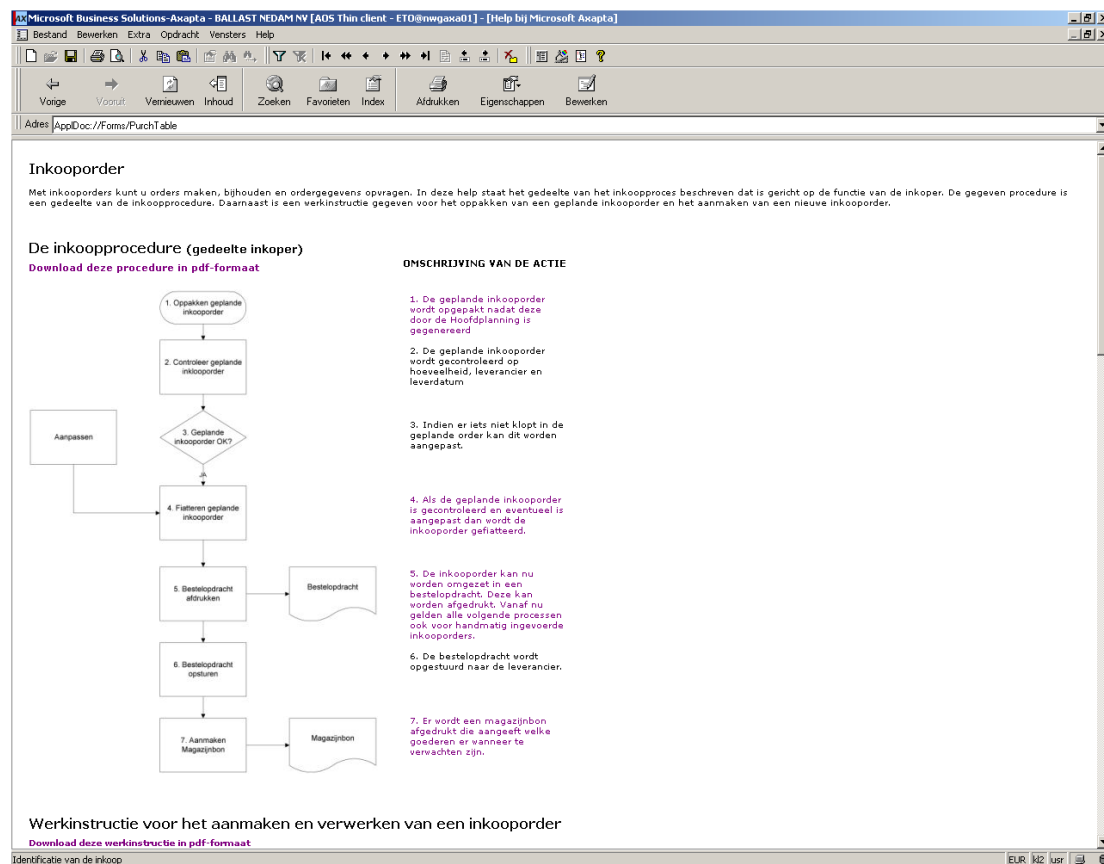 Microsoft Business Solutions-Axapta - BALLAST NEDAM NV [AOS Thin client - ETO@nwgaxa01] - [Help bij Microsoft Axapta]
Bestand Bewerken Extra Opdracht Vensters Help
Vorige Vooruit Vernieuwen Inhoud Zoeken Favorieten Index Afdrukken Eigenschappen Bewerken
Adres ApplDoc://Forms/PurchTable
Inkooporder
Met inkooporders kunt u orders maken, bijhouden en ordergegevens opvragen. In deze help staat het gedeelte van het inkoopproces beschreven dat is gericht op de functie van de inkoper. De gegeven procedure is
een gedeelte van de inkoopprocedure. Daarnaast is een werkinstructie gegeven voor het oppakken van een geplande inkooporder en het aanmaken van een nieuwe inkooporder.
De inkoopprocedure (gedeelte inkoper)
Download deze procedure in pdf-formaat
OMSCHRIJVING VAN DE ACTIE
1. Oppakken geplande
inkooporder
1. De geplande inkooporder
wordt opgepakt nadat deze
door de Hoofdplanning is
gegenereerd
2. Controleer geplande
inklooporder
2. De geplande inkooporder
wordt gecontroleerd op
hoeveelheid, leverancier en
leverdatum
Aanpassen
3. Geplande
inkooporder OK?
3. Indien er iets niet klopt in de
geplande order kan dit worden
aangepast.
JA
4. Fiatteren geplande
inkooporder
4. Als de geplande inkooporder
is gecontroleerd en eventueel is
aangepast dan wordt de
inkooporder gefiatteerd.
5. Bestelopdracht
afdrukken
Bestelopdracht
5. De inkooporder kan nu
worden omgezet in een
bestelopdracht. Deze kan
worden afgedrukt. Vanaf nu
gelden alle volgende processen
ook voor handmatig ingevoerde
inkooporders.
6. Bestelopdracht
opsturen
6. De bestelopdracht wordt
opgestuurd naar de leverancier.
7. Aanmaken
Magazijnbon
Magazijnbon
7. Er wordt een magazijnbon
afgedrukt die aangeeft welke
goederen er wanneer te
verwachten zijn.
Werkinstructie voor het aanmaken en verwerken van een inkooporder
Download deze werkinstructie in pdf-formaat
Identificatie van de inkoop
EUR kl2 usr